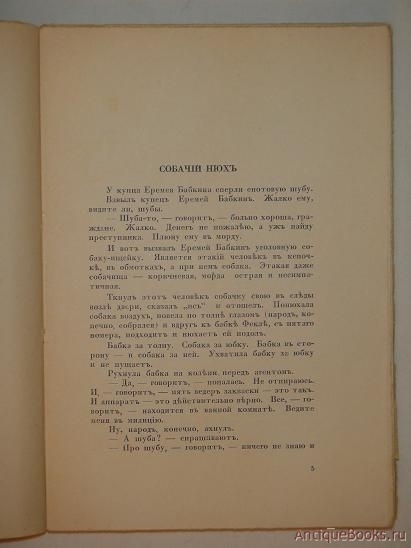 СОБАЧІЙ НЮХЪ
У купца Еремея Бабкина сперли енотовую шубу.
Взвылъ купецъ Еремей Бабкинъ. Жалко ему,
видите ли, шубы.
— Шуба-то, — говоритъ, — больно хороша, гра-
ждане. Жалко. Денегъ не пожалѣю, а ужъ найду
преступника. Плюну ему въ морду.
И вотъ вызвалъ Еремей Бабкинъ уголовную со-
баку-ищейку. Является этакій человѣкъ въ кепоч-
кѣ, въ обмоткахъ, а при немъ собака. Этакая даже
собачища — коричневая, морда острая и несимпа-
тичная.
Ткнулъ этотъ человѣкъ собачку свою въ слѣды
возлѣ двери, сказалъ „псъ" и отошелъ. Понюхала
собака воздухъ, повела по толпѣ глазомъ (народъ, ко-
нечно, собрался) и вдругъ къ бабкѣ Феклѣ, съ пятаго
номера, подходитъ и нюхаетъ ей подолъ.
Бабка за толпу. Собака за юбку. Бабка въ сто-
рону — и собака за ней. Ухватила бабку за юбку
и не пущаетъ.
Рухнула бабка на колѣни передъ агентомъ.
— Да, — говоритъ, — попалась. Не отпираюсь.
И, — говоритъ, — пять ведеръ закваски — это такъ.
И аппаратъ — это дѣйствительно вѣрно. Все, — го-
воритъ, — находится въ ванной комнатѣ. Ведите
меня въ милицію.
Ну, народъ, конечно, ахнулъ.
— А шуба? — спрашиваютъ.
— Про шубу, — говоритъ, — ничего не знаю и
5
AntiqueBooks.ru